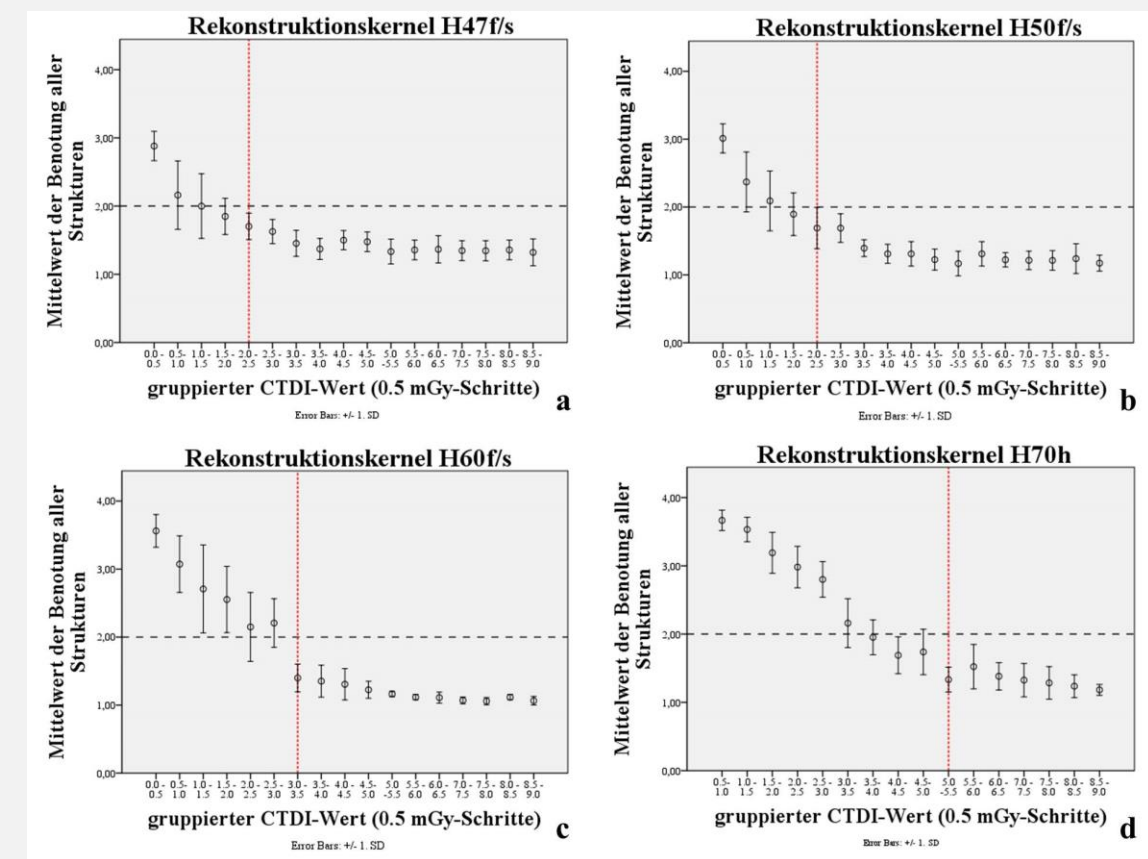 Rekonstruktionskernel H47f/s
Mittelwert der Benotung aller
Strukturen
4,00
3,00
2,00
1,00
0,00
0.0- 0.5- 1.0- 1.5- 2.0- 2.5- 3.0- 3.5- 4.0- 4.5- -5.0 5.5- 6.0- 7.0- 7.5- 8.0- 8.5-
0.5 1.0 1.5 2.0 2.5 3.0 3.5 4.0 4.5 5.0 5.5 6.0 6.5 7.5 8.0 8.5 9.0
gruppierter CTDI-Wert (0.5 mGy-Schritte)
Error Bars: +/- 1. SD
a
Rekonstruktionskernel H50f/s
Mittelwert der Benotung aller
Strukturen
4,00
3,00
2,00
1,00
0,00
0.0- 0.5- 1.0- 1.5- 2.0- 2.5- 3.0- 3.5- 4.0- 4.5- 5.0 5.5- 6.0- 7.0- 7.5- 8.0- 8.5-
0.5 1.0 1.5 2.0 2.5 3.0 3.5 4.0 4.5 5.0 -5.5 6.0 6.5 7.5 8.0 8.5 9.0
gruppierter CTDI-Wert (0.5 mGy-Schritte)
Error Bars: +/- 1. SD
b
Rekonstruktionskernel H60f/s
Mittelwert der Benotung aller
Strukturen
4,00
3,00
2,00
1,00
0,00
0.0- 0.5- 1.0- 1.5- 2.0- 2.5- 3.0- 3.5- 4.0- 4.5- 5.0 5.5- 6.0- 7.0- 7.5- 8.0- 8.5-
0.5 1.0 1.5 2.0 2.5 3.0 3.5 4.0 4.5 5.0 -5.5 6.0 6.5 7.5 8.0 8.5 9.0
gruppierter CTDI-Wert (0.5 mGy-Schritte)
Error Bars: +/- 1. SD
c
Rekonstruktionskernel H70h
Mittelwert der Benotung aller
Strukturen
4,00
3,00
2,00
1,00
0,00
0.5- 1.0- 1.5- 2.0- 2.5- 3.0- 3.5- 4.0- 4.5- 5.0 5.5- 6.0- 7.0- 7.5- 8.0- 8.5-
1.0 1.5 2.0 2.5 3.0 3.5 4.0 4.5 5.0 -5.5 6.0 6.5 7.5 8.0 8.5 9.0
gruppierter CTDI-Wert (0.5 mGy-Schritte)
Error Bars: +/- 1. SD
d